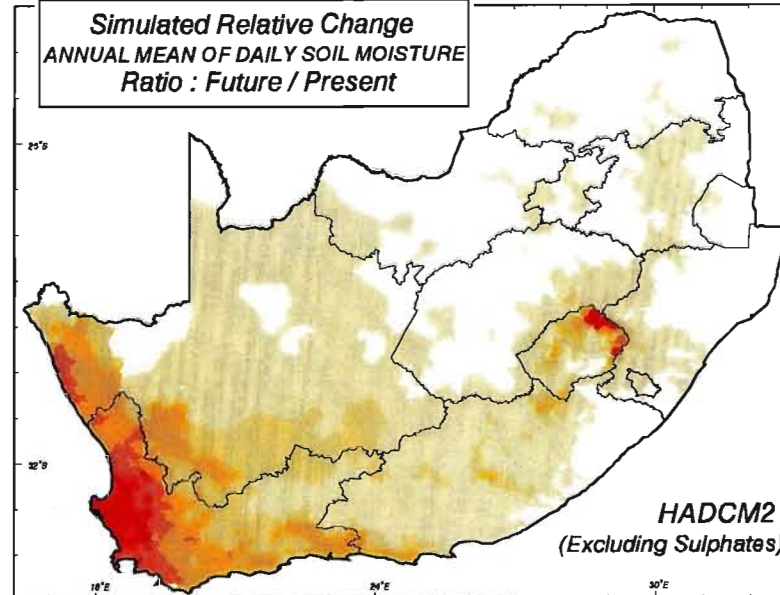 Simulated Relative Change
ANNUAL MEAN OF DAILY SOIL MOISTURE
Ratio : Future / Present
HADCM2
(Excluding Sulphates)
32°S
18°E
24°E
30°E